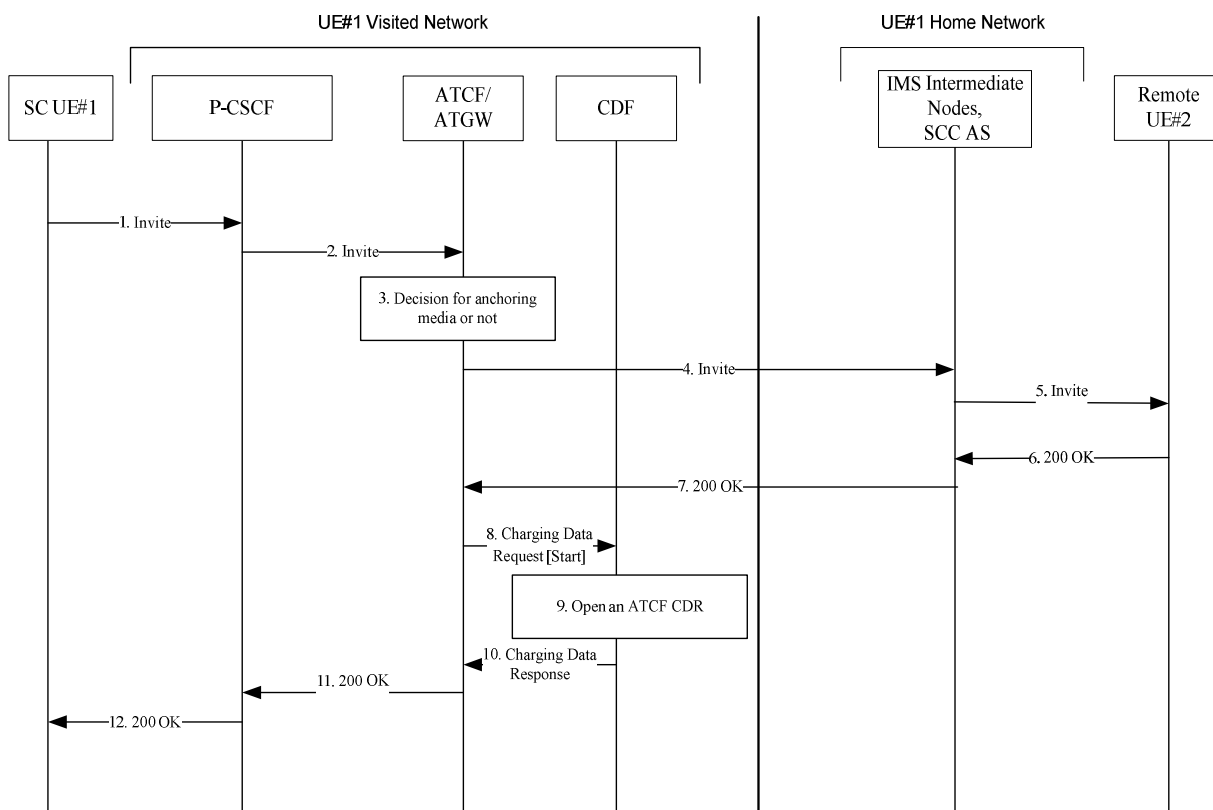 UE#1 Visited Network
UE#1 Home Network
SC UE#1
P-CSCF
ATCF/
ATGW
CDF
IMS Intermediate
Nodes,
SCC AS
Remote
UE#2
1. Invite
2. Invite
3. Decision for anchoring
media or not
4. Invite
5. Invite
6. 200 OK
7. 200 OK
8. Charging Data
Request [Start]
9. Open an ATCF CDR
10. Charging Data
Response
11. 200 OK
12. 200 OK